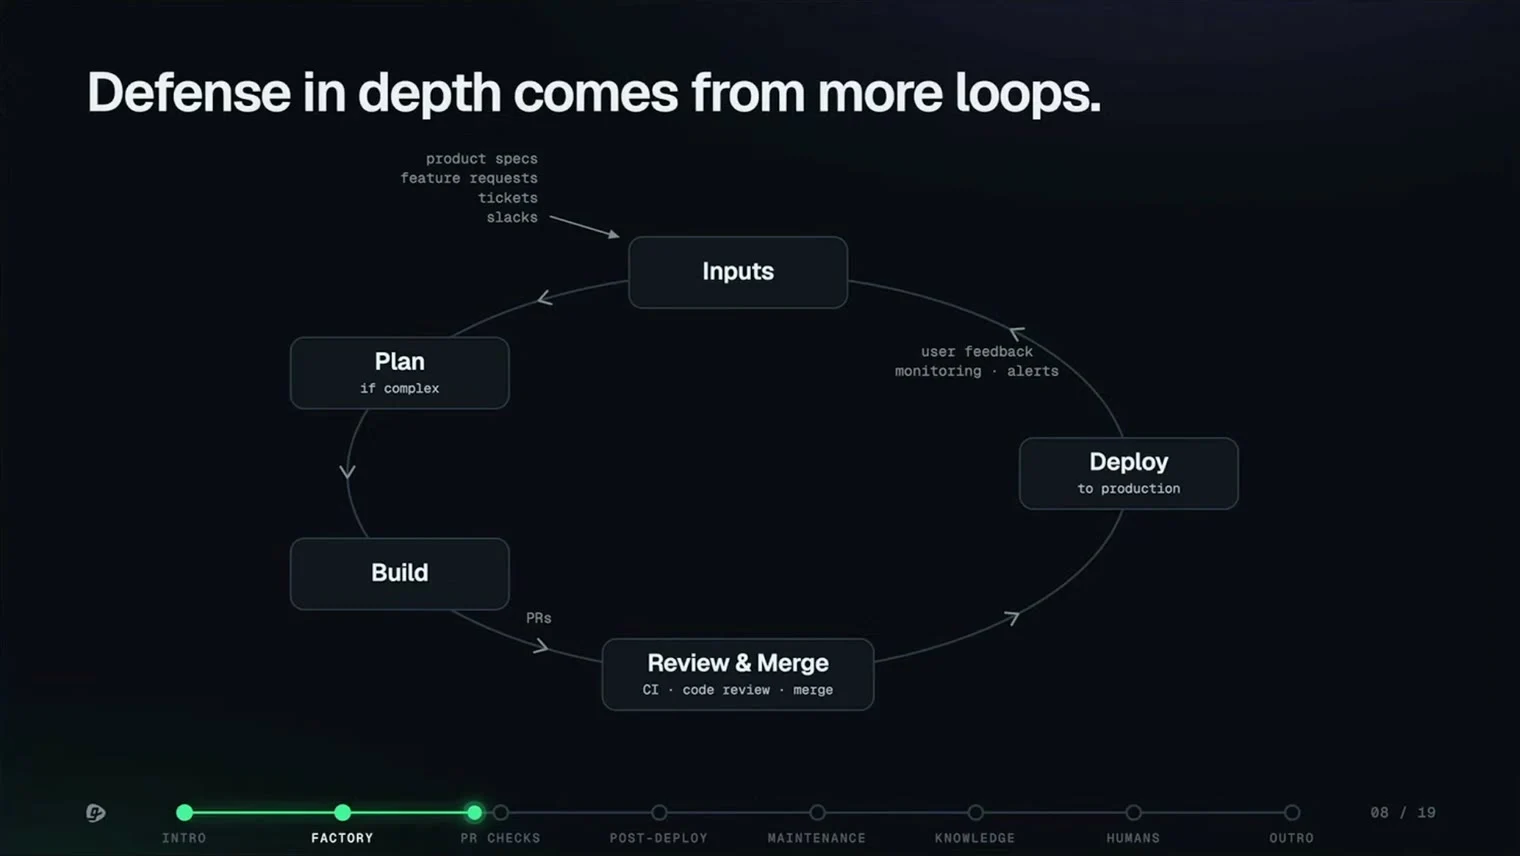 Defense in depth comes from more loops.
product specs
feature requests
tickets
slacks
Inputs
Plan
if complex
user feedback
monitoring · alerts
Deploy
to production
Build
PRs
Review & Merge
CI · code review · merge
INTRO
FACTORY
PR CHECKS
POST-DEPLOY
MAINTENANCE
KNOWLEDGE
HUMANS
OUTRO
08 / 19